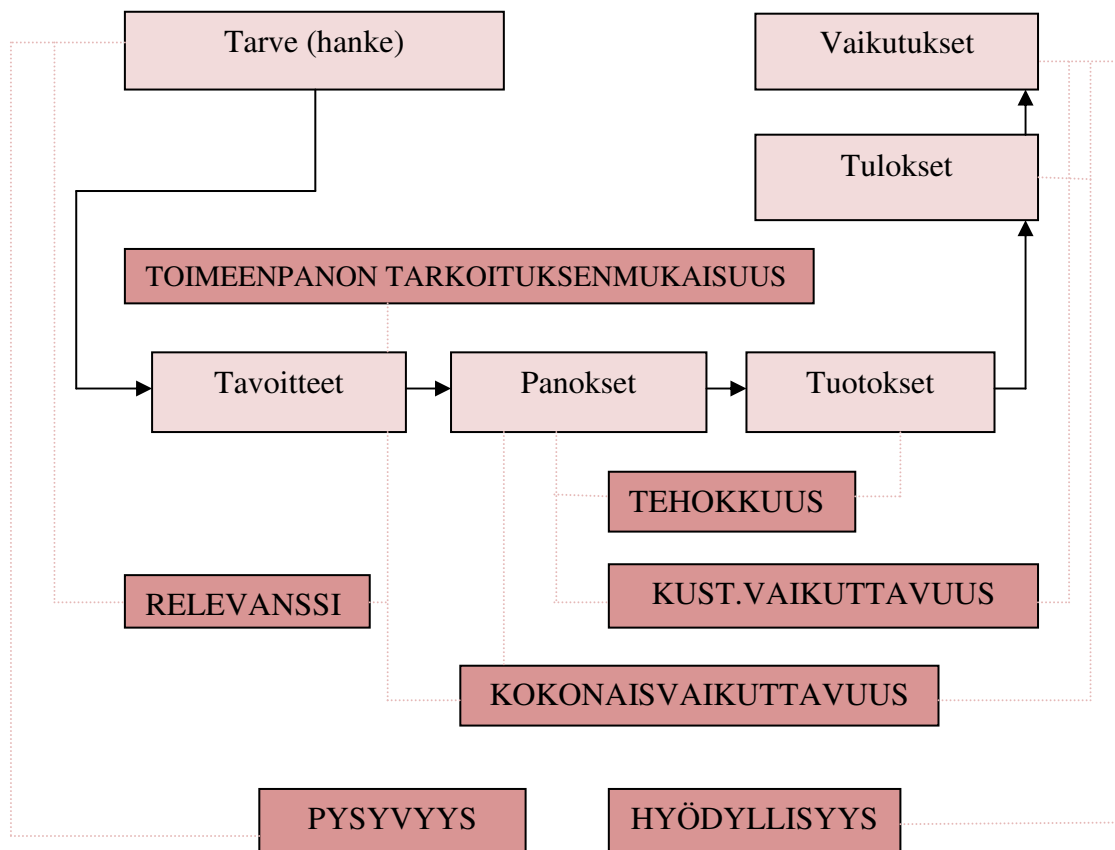 Tarve (hanke)
Vaikutukset
Tulokset
TOIMEENPANON TARKOITUKSENMUKAISUUS
Tavoitteet
Panokset
Tuotokset
TEHOKKUUS
RELEVANSSI
KUST.VAIKUTTAVUUS
KOKONAISVAIKUTTAVUUS
PYSYVYYS
HYÖDYLLISYYS